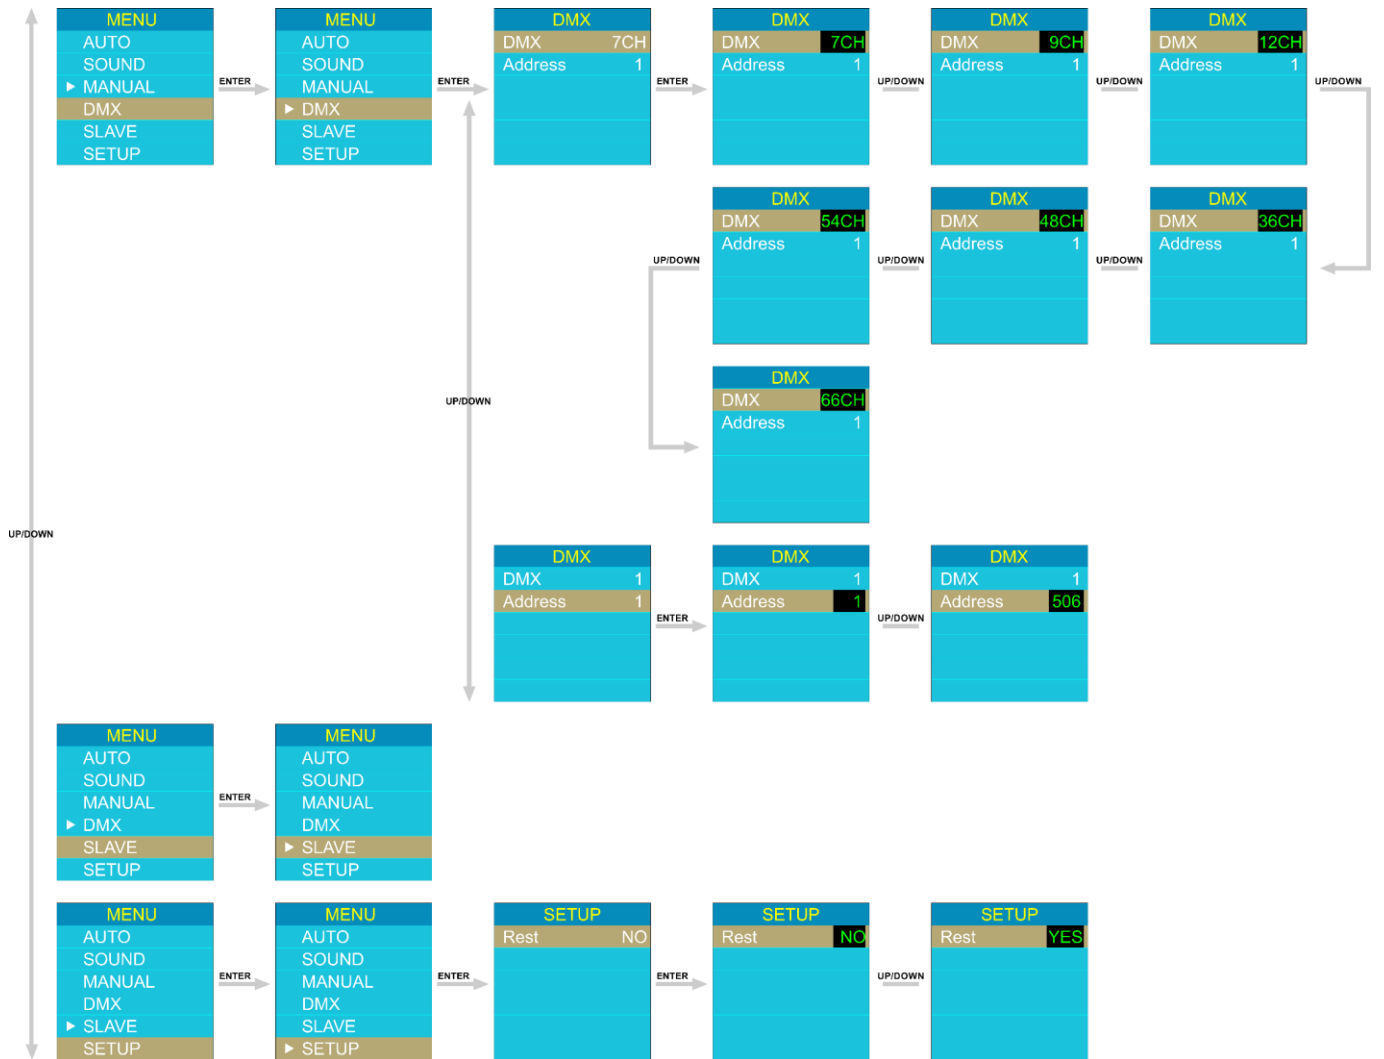 MENU
AUTO
SOUND
MANUAL
DMX
SLAVE
SETUP
ENTER
MENU
AUTO
SOUND
MANUAL
DMX
SLAVE
SETUP
ENTER
DMX
DMX 7CH
Address 1
ENTER
DMX
DMX 7CH
Address 1
UP/DOWN
DMX
DMX 9CH
Address 1
UP/DOWN
DMX
DMX 12CH
Address 1
UP/DOWN
DMX
DMX 54CH
Address 1
UP/DOWN
DMX
DMX 48CH
Address 1
UP/DOWN
DMX
DMX 36CH
Address 1
UP/DOWN
DMX
DMX 66CH
Address 1
UP/DOWN
UP/DOWN
DMX
DMX 1
Address 1
ENTER
DMX
DMX 1
Address 1
UP/DOWN
DMX
DMX 1
Address 506
MENU
AUTO
SOUND
MANUAL
DMX
SLAVE
SETUP
ENTER
MENU
AUTO
SOUND
MANUAL
DMX
SLAVE
SETUP
MENU
AUTO
SOUND
MANUAL
DMX
SLAVE
SETUP
ENTER
MENU
AUTO
SOUND
MANUAL
DMX
SLAVE
SETUP
ENTER
SETUP
Rest NO
ENTER
SETUP
Rest NO
UP/DOWN
SETUP
Rest YES